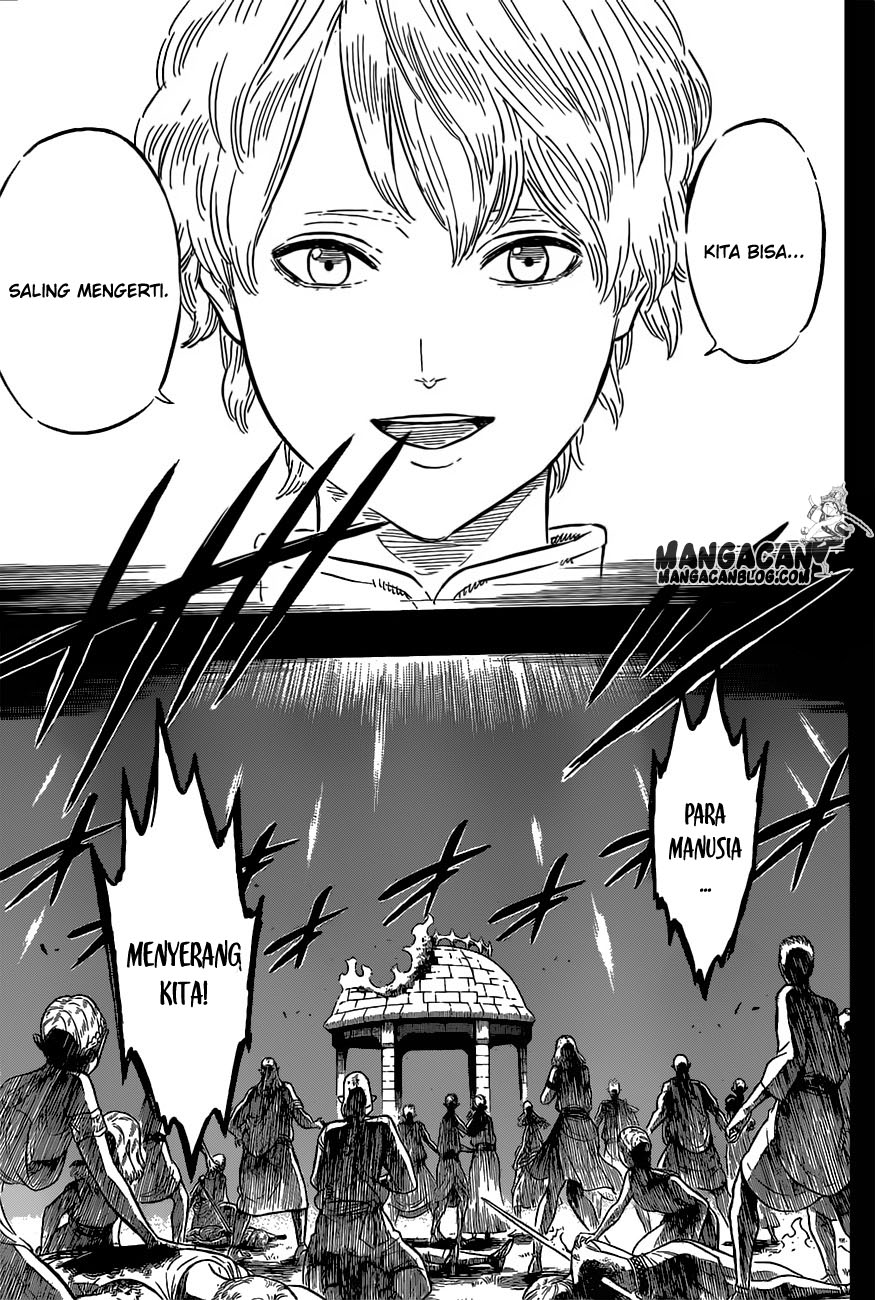 KITA BISA...
SALING MENGERTI.
MANGACAN
MANGACANBLOG.COM
PARA
MANUSIA
...
MENYERANG
KITA!